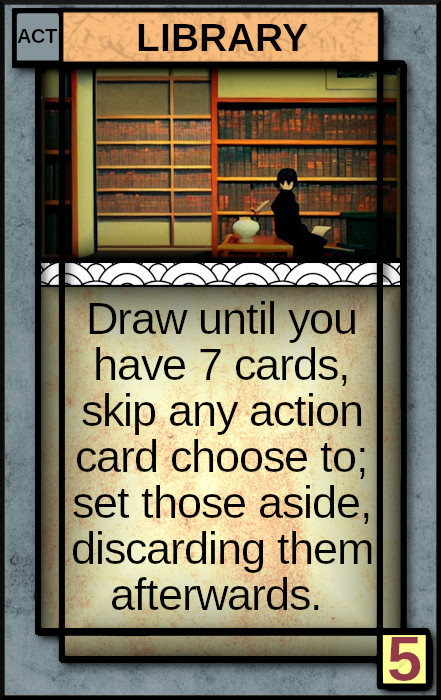 ACT
LIBRARY
Draw until you
have 7 cards,
skip any action
card choose to;
set those aside,
discarding them
afterwards.
5